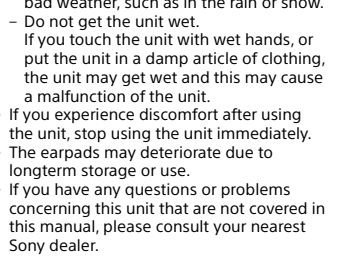 bad weather, such as in the rain or snow.
– Do not get the unit wet.
If you touch the unit with wet hands, or
put the unit in a damp article of clothing,
the unit may get wet and this may cause
a malfunction of the unit.
If you experience discomfort after using
the unit, stop using the unit immediately.
The earpads may deteriorate due to
longterm storage or use.
If you have any questions or problems
concerning this unit that are not covered in
this manual, please consult your nearest
Sony dealer.